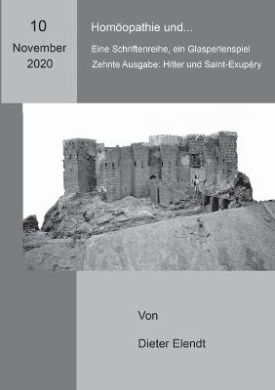 10
November
2020
Homöopathie und...
Eine Schriftenreihe, ein Glasperlenspiel
Zehnte Ausgabe: Hitler und Saint-Exupéry
Von
Dieter Elendt